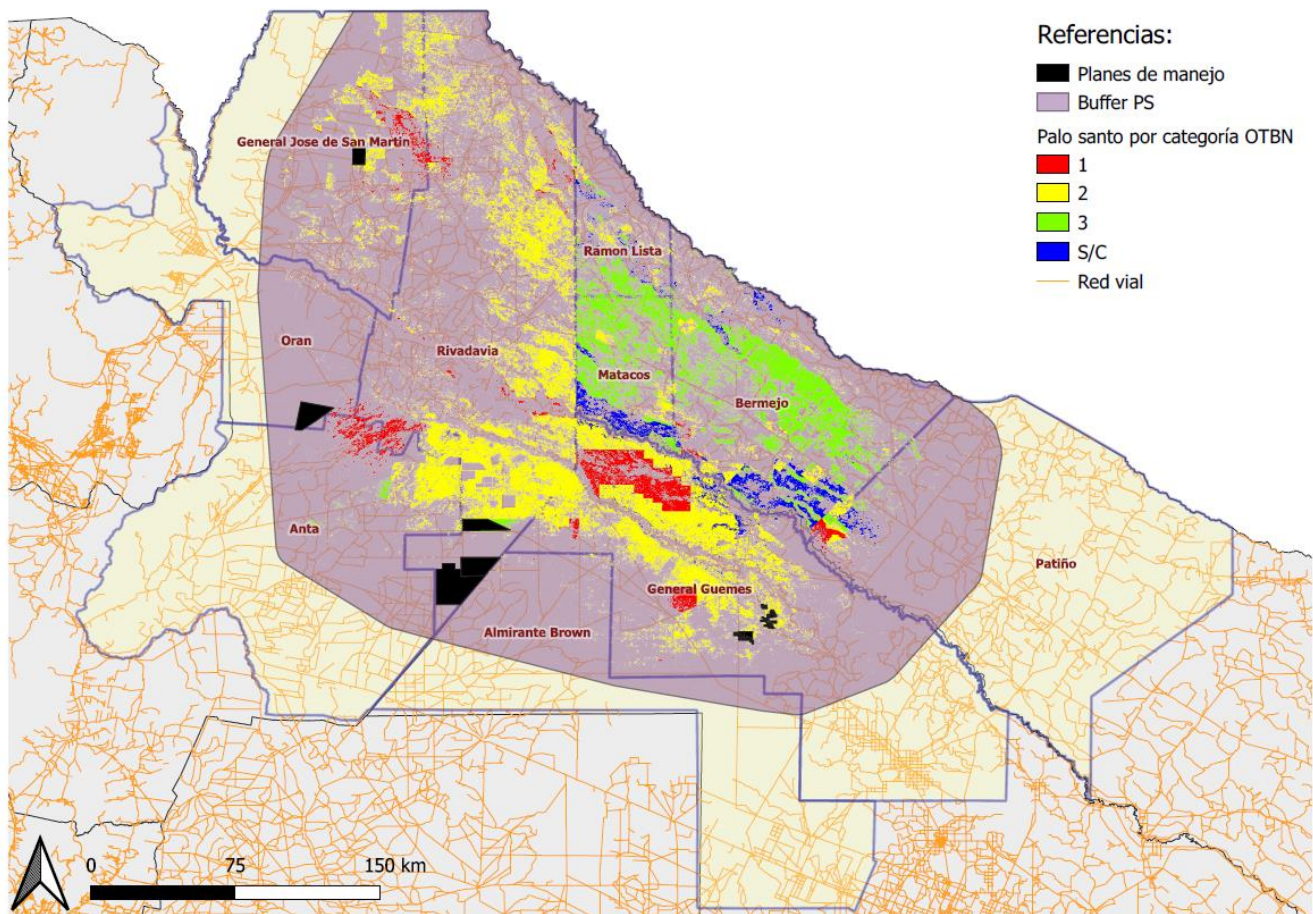 Referencias:
Planes de manejo
Buffer PS
Palo santo por categoría OTBN
1
2
3
S/C
Red vial
General Jose de San Martin
Ramon Lista
Oran
Rivadavia
Matacos
Bermejo
Anta
Patiño
General Guemes
Almirante Brown
0 75 150 km